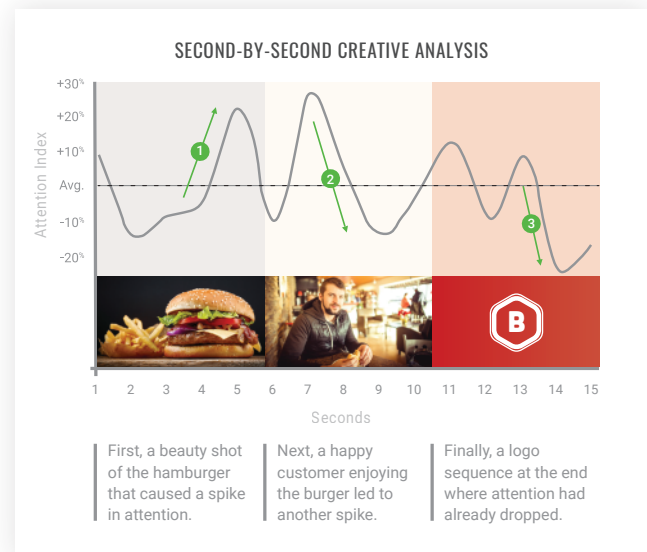 SECOND-BY-SECOND CREATIVE ANALYSIS
+30%
+20%
+10%
Avg.
-10%
-20%
Attention Index
1
2
3
B
1 2 3 4 5 6 7 8 9 10 11 12 13 14 15
Seconds
First, a beauty shot
of the hamburger
that caused a spike
in attention.
Next, a happy
customer enjoying
the burger led to
another spike.
Finally, a logo
sequence at the end
where attention had
already dropped.